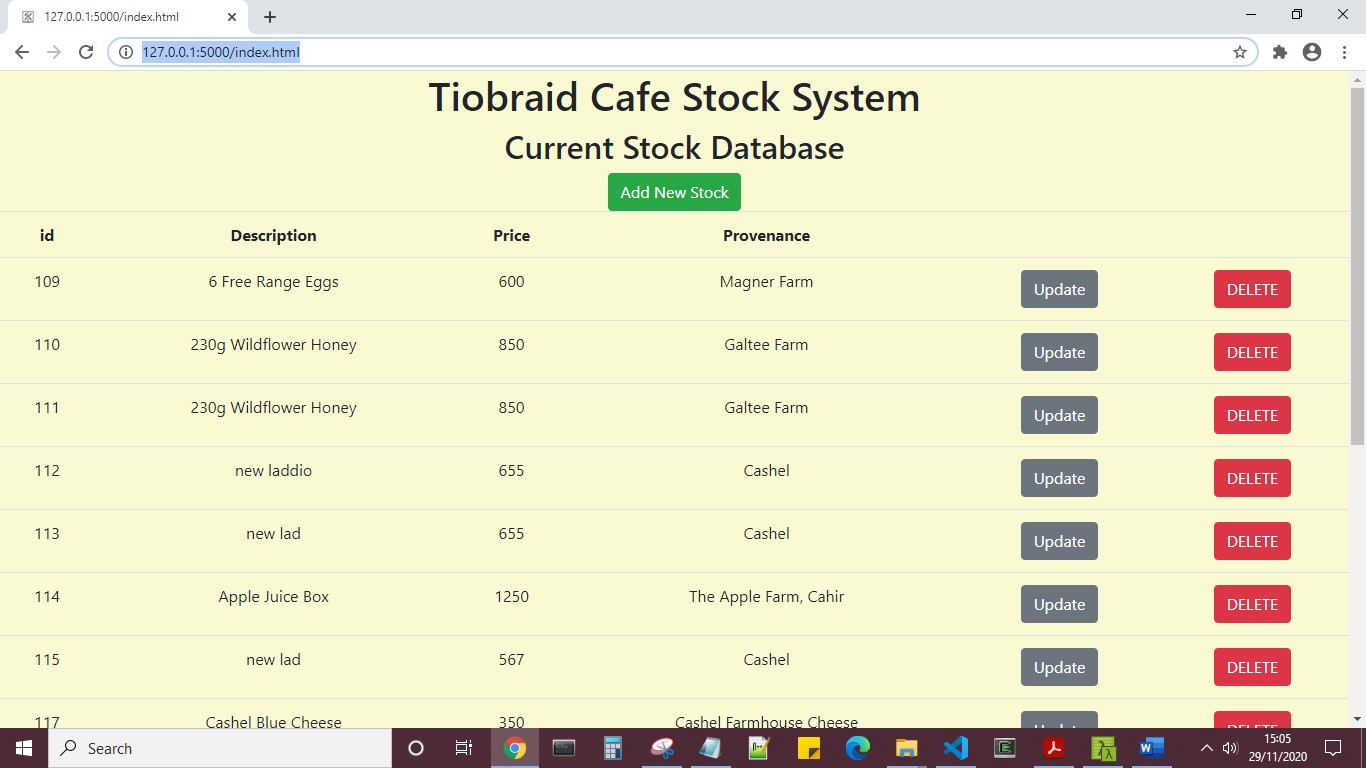 127.0.0.1:5000/index.html
127.0.0.1:5000/index.html
Tiobraid Cafe Stock System
Current Stock Database
Add New Stock
id Description Price Provenance
109 6 Free Range Eggs 600 Magner Farm Update DELETE
110 230g Wildflower Honey 850 Galtee Farm Update DELETE
111 230g Wildflower Honey 850 Galtee Farm Update DELETE
112 new laddio 655 Cashel Update DELETE
113 new lad 655 Cashel Update DELETE
114 Apple Juice Box 1250 The Apple Farm, Cahir Update DELETE
115 new lad 567 Cashel Update DELETE
117 Cashel Blue Cheese 350 Cashel Farmhouse Cheese Update DELETE
Search
15:05
29/11/2020